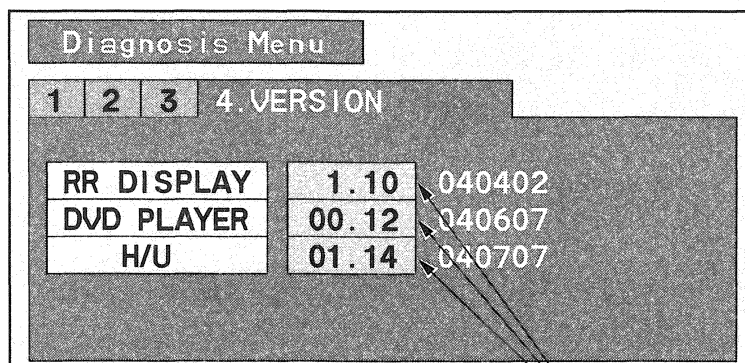 Diagnosis Menu
1 2 3 4.VERSION
RR DISPLAY 1.10 040402
DVD PLAYER 00.12 040607
H/U 01.14 040707